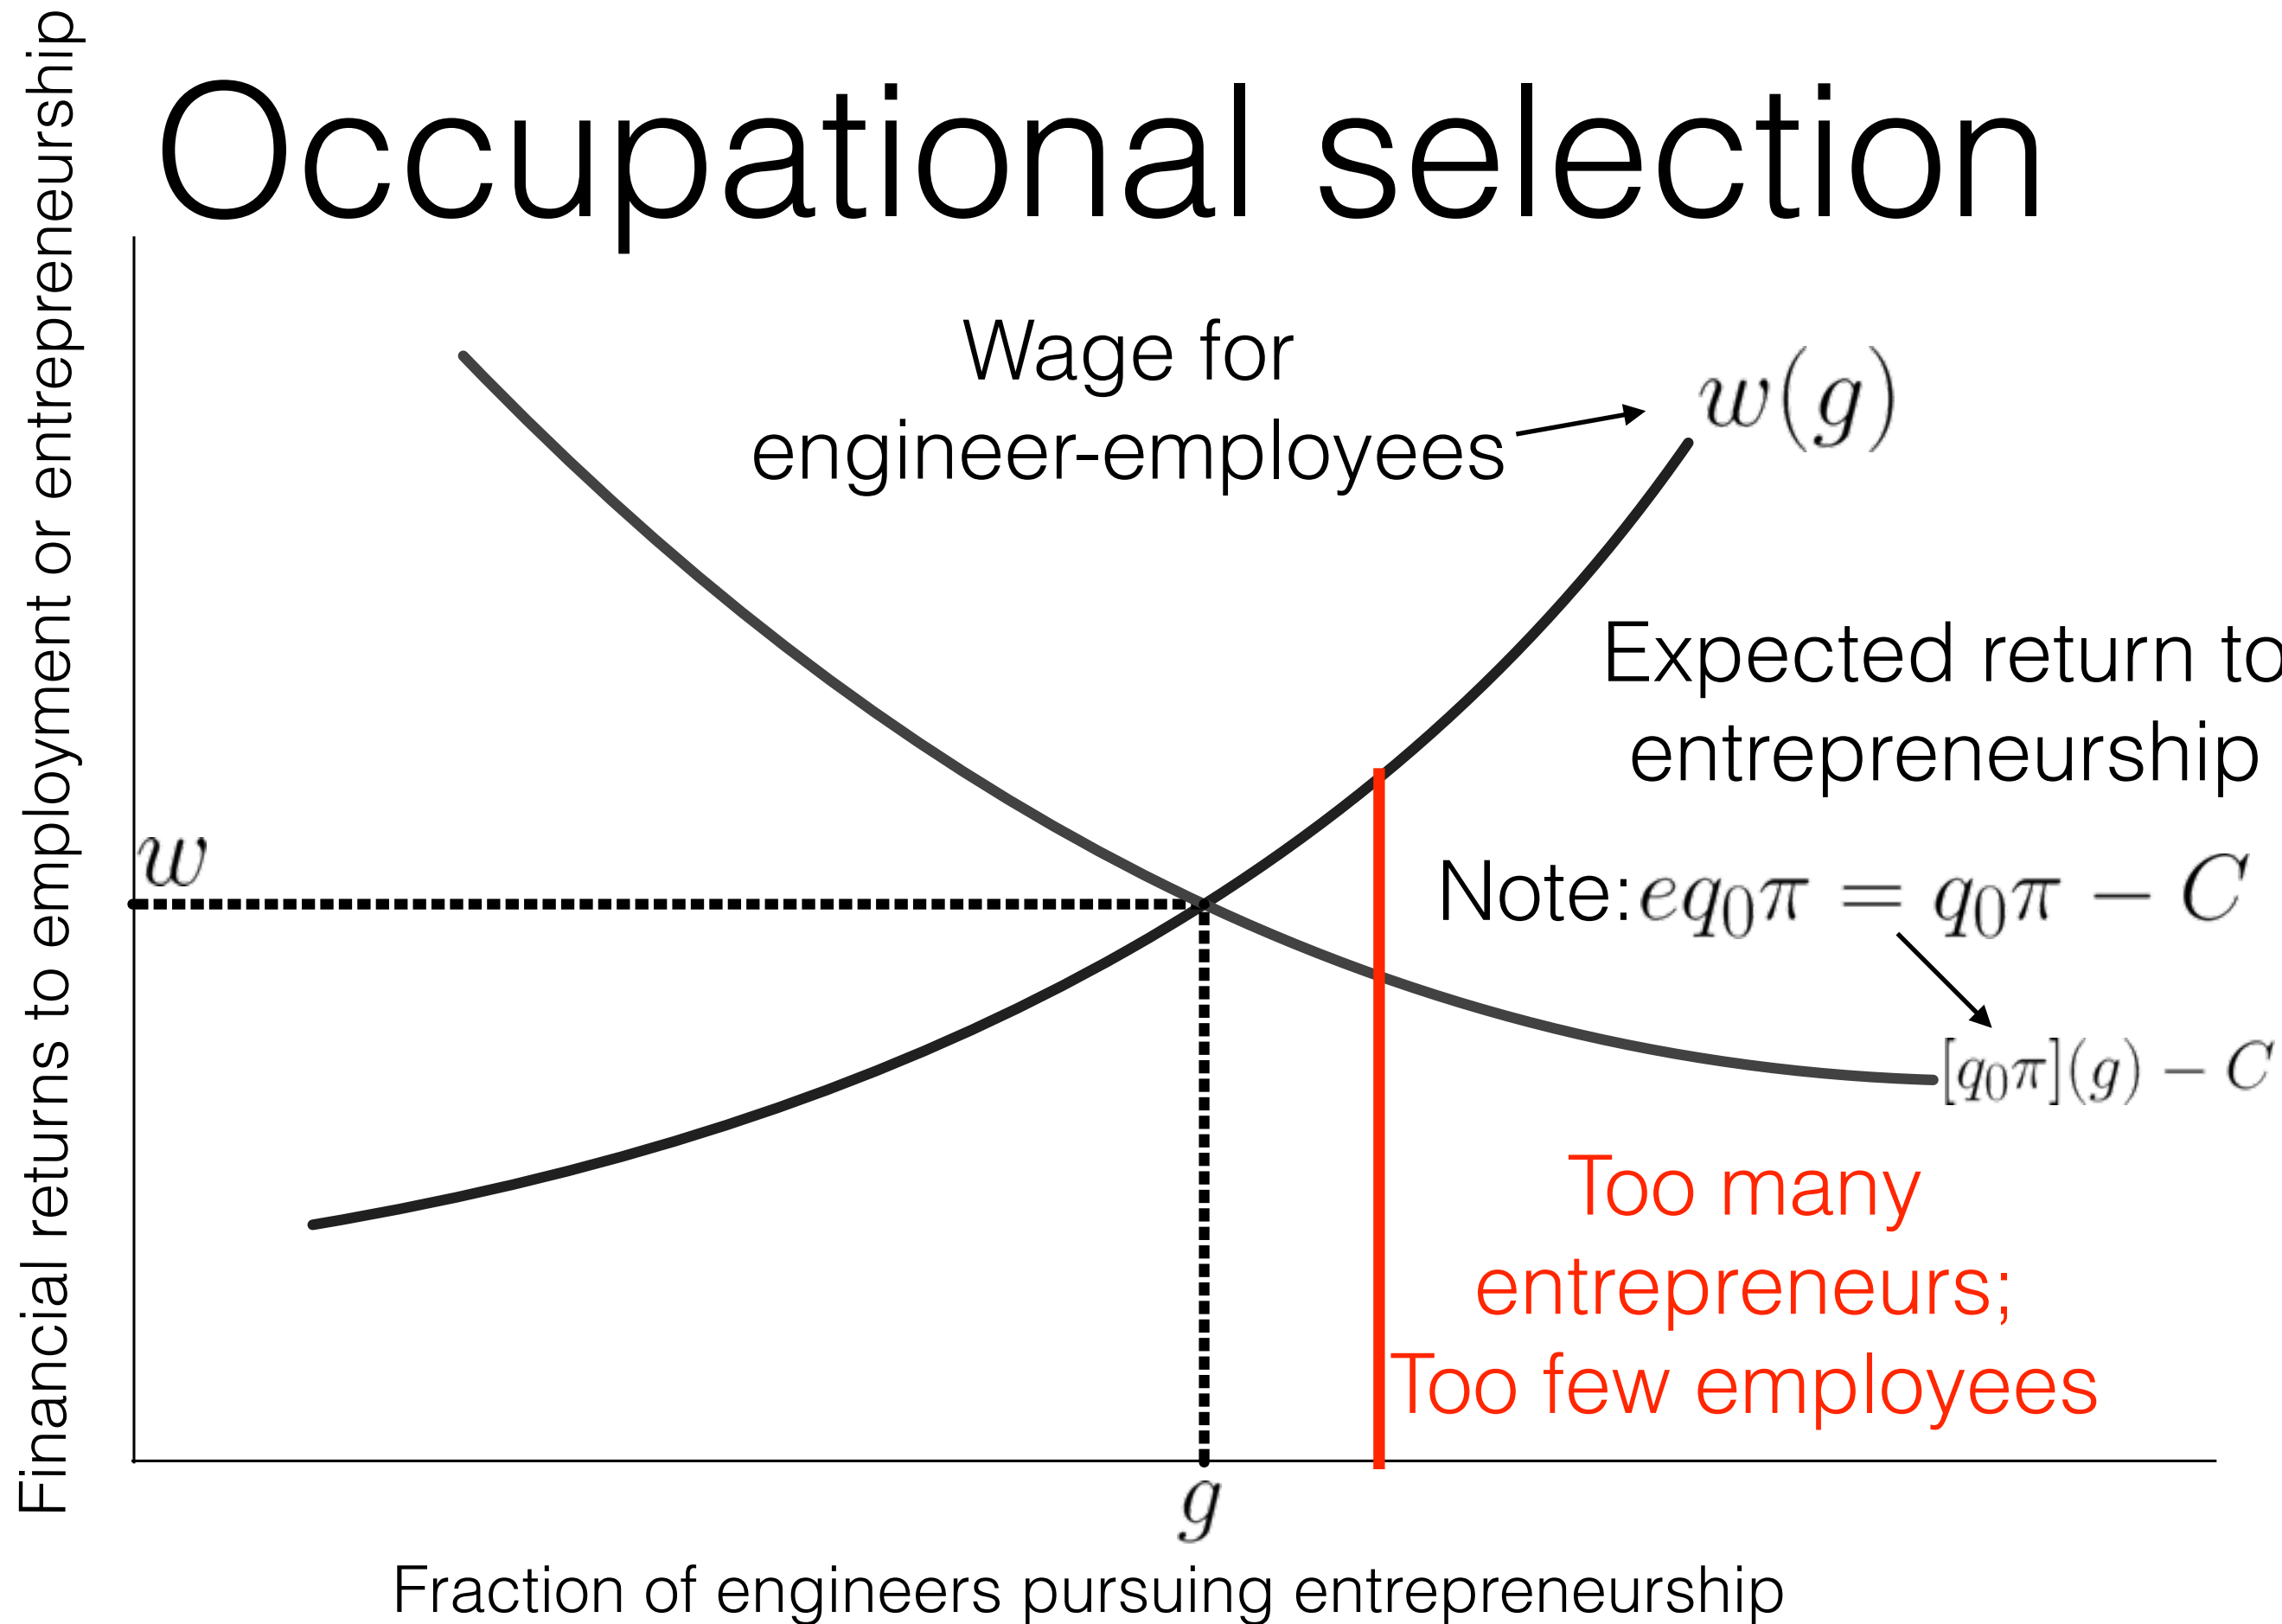 Occupational selection
Financial returns to employment or entrepreneurship
Wage for
engineer-employees
w(g)
Expected return to
entrepreneurship
w
Note: eq₀π = q₀π − C
[q₀π](g) − C
Too many
entrepreneurs;
Too few employees
g
Fraction of engineers pursuing entrepreneurship